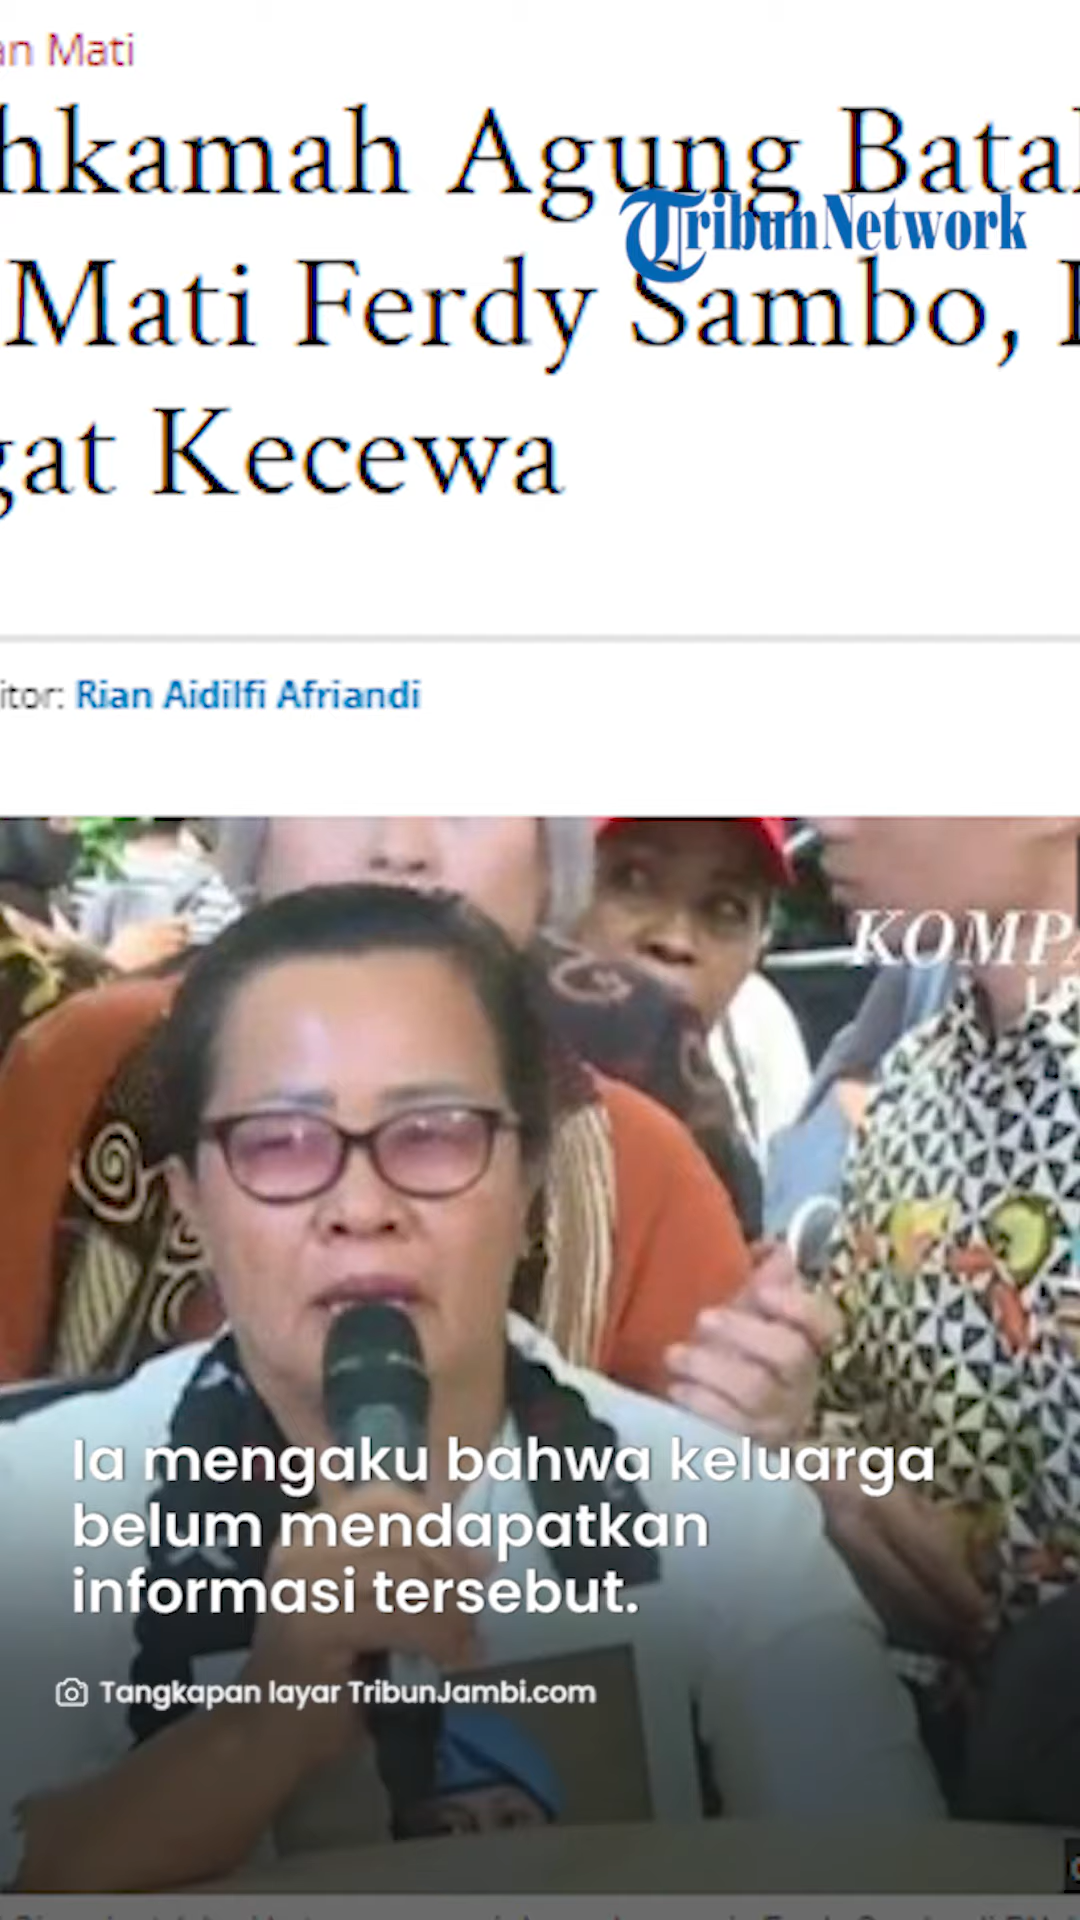 an Mati
hkamah Agung Batal
TribunNetwork
Mati Ferdy Sambo,
gat Kecewa
itor: Rian Aidilfi Afriandi
KOMPA
Ia mengaku bahwa keluarga
belum mendapatkan
informasi tersebut.
Tangkapan layar TribunJambi.com